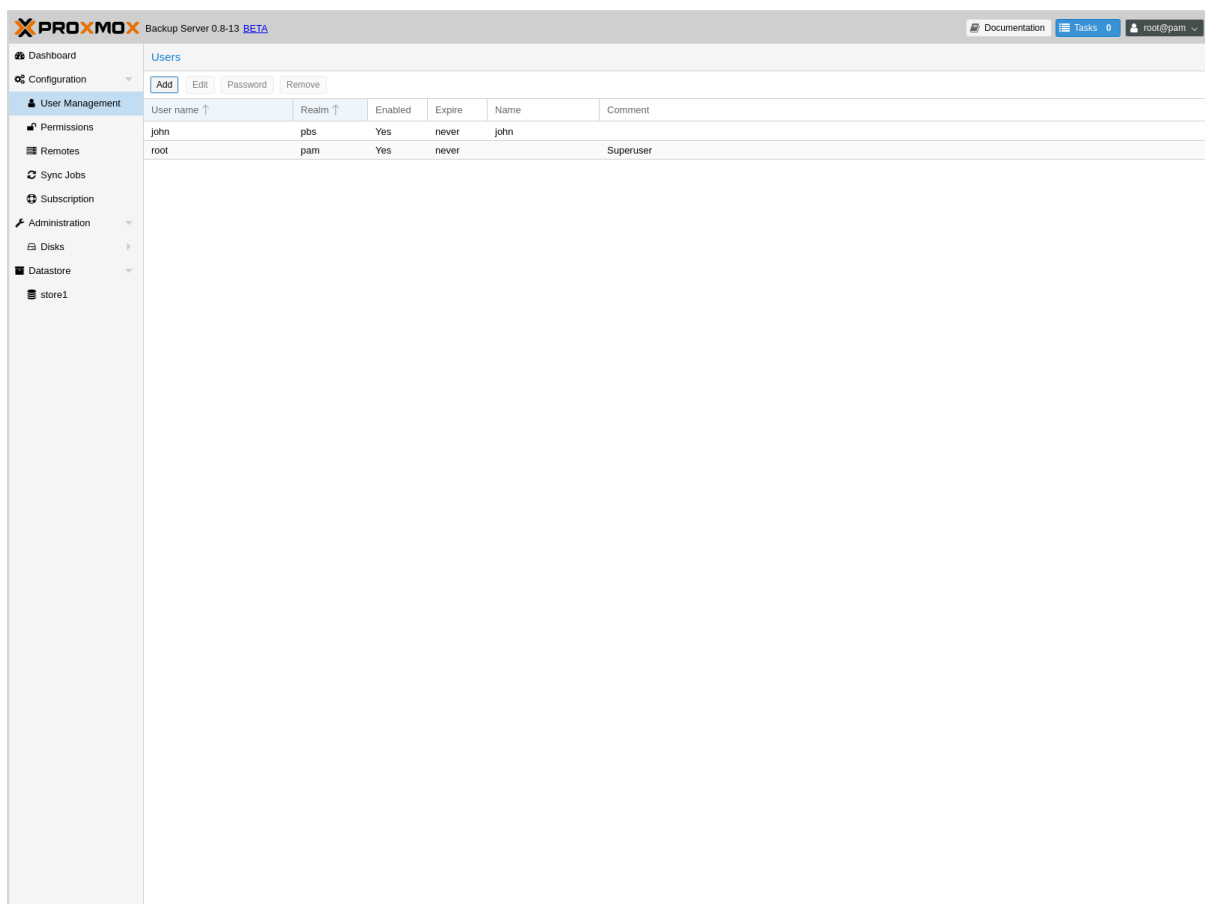 PROXMOX Backup Server 0.8-13 BETA Documentation Tasks 0 root@pam
Dashboard
Configuration
User Management
Permissions
Remotes
Sync Jobs
Subscription
Administration
Disks
Datastore
store1
Users
Add Edit Password Remove
User name Realm Enabled Expire Name Comment
john pbs Yes never john
root pam Yes never Superuser